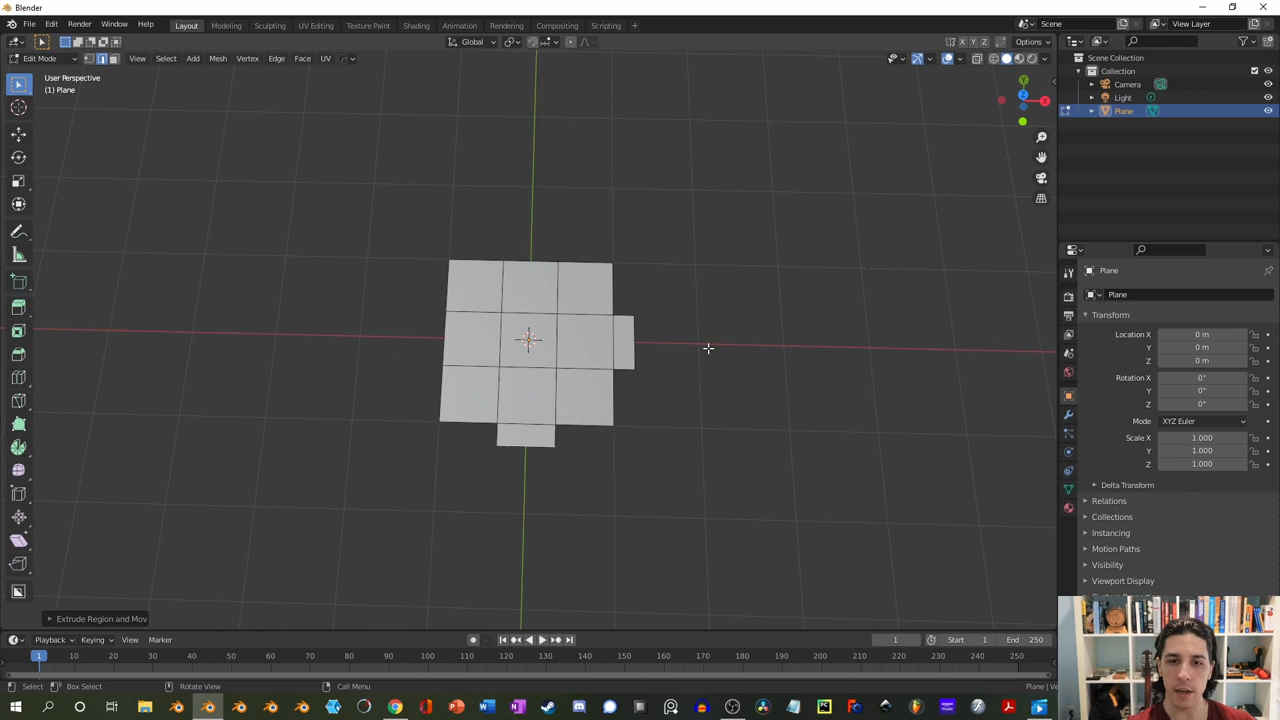 Blender
File Edit Render Window Help Layout Modeling Sculpting UV Editing Texture Paint Shading Animation Rendering Compositing Scripting + Scene View Layer
Global X Y Z Options
Edit Mode View Select Add Mesh Vertex Edge Face UV
User Perspective
(1) Plane
Y
Z
X
Scene Collection
Collection
Camera
Light
Plane
Plane
Plane
Transform
Location X 0 m
Y 0 m
Z 0 m
Rotation X 0°
Y 0°
Z 0°
Mode XYZ Euler
Scale X 1.000
Y 1.000
Z 1.000
Delta Transform
Relations
Collections
Instancing
Motion Paths
Visibility
Viewport Display
Extrude Region and Mov
Playback Keying View Marker 1 Start 1 End 250
1 10 20 30 40 50 60 70 80 90 100 110 120 130 140 150 160 170 180 190 200 210 220 230 240 250
Select Box Select Rotate View Call Menu Plane